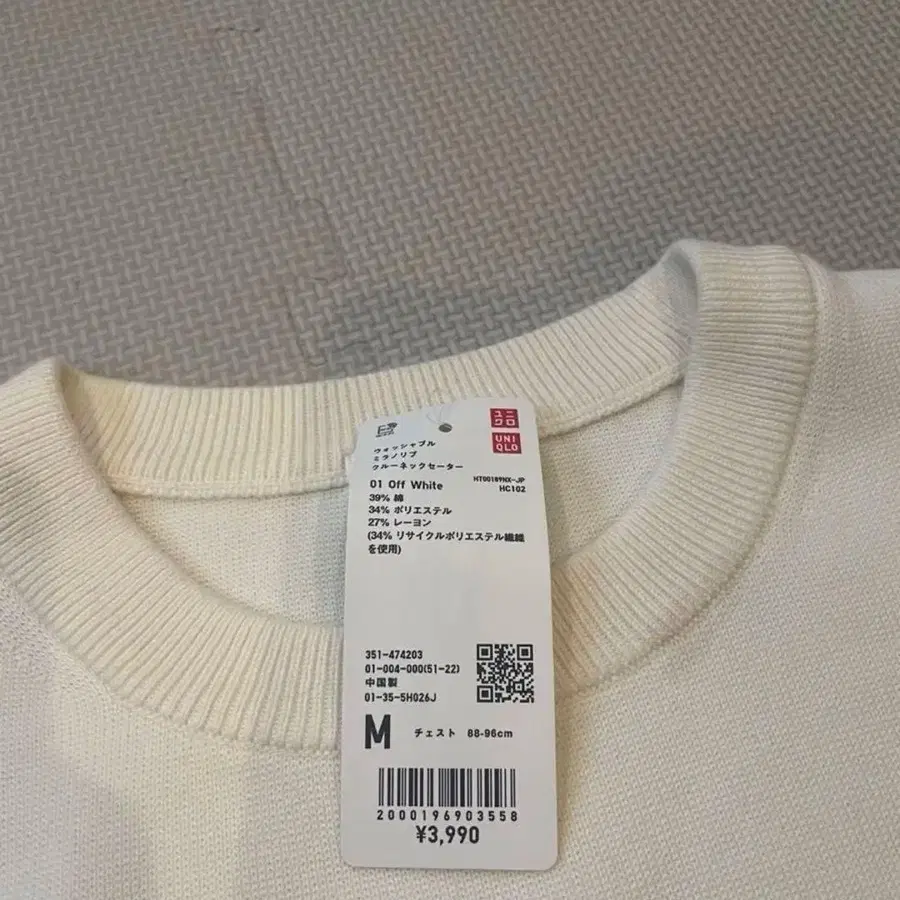 ユニ
クロ
UNI
QLO
ウォッシャブル
ミラノリブ
クルーネックセーター
HT00189NX-JP
01 Off White
HC102
39% 綿
34% ポリエステル
27% レーヨン
(34% リサイクルポリエステル繊維
を使用)
351-474203
01-004-000(51-22)
中国製
01-35-5H026J
M チェスト 88-96cm
2000196903558
¥3,990